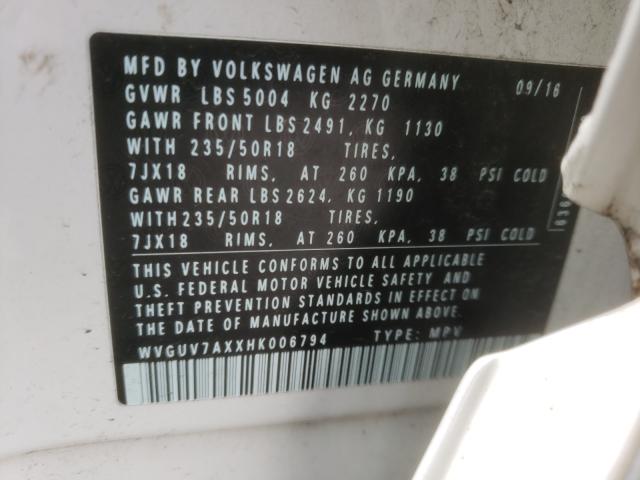 MFD BY VOLKSWAGEN AG GERMANY 09/16
GVWR LBS 5004 KG 2270
GAWR FRONT LBS 2491, KG 1130
WITH 235/50R18 TIRES,
7JX18 RIMS, AT 260 KPA, 38 PSI COLD
GAWR REAR LBS 2624, KG 1190
WITH 235/50R18 TIRES,
7JX18 RIMS, AT 260 KPA, 38 PSI COLD
THIS VEHICLE CONFORMS TO ALL APPLICABLE
U.S. FEDERAL MOTOR VEHICLE SAFETY AND
THEFT PREVENTION STANDARDS IN EFFECT ON
THE DATE OF MANUFACTURE SHOWN ABOVE.
WVGUV7AXXHK006794 TYPE: MPV